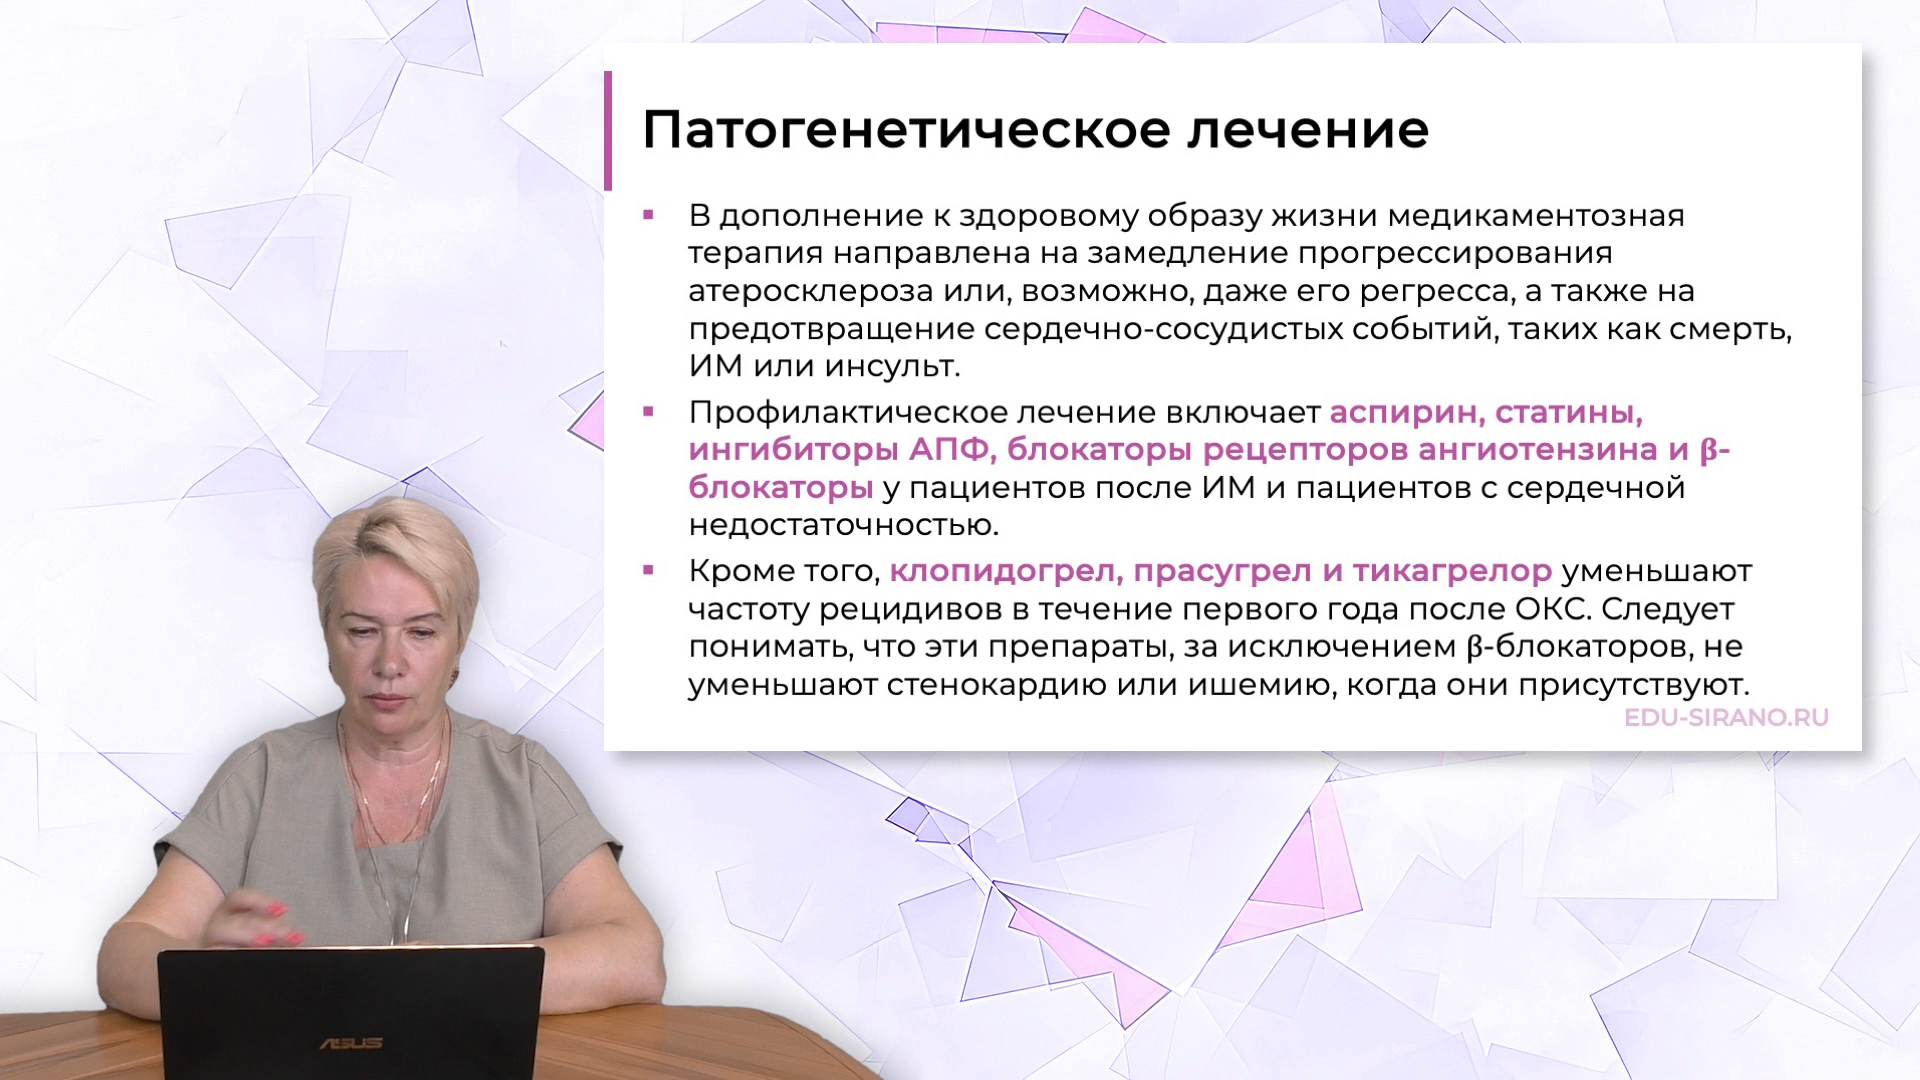 Патогенетическое лечение
В дополнение к здоровому образу жизни медикаментозная
терапия направлена на замедление прогрессирования
атеросклероза или, возможно, даже его регресса, а также на
предотвращение сердечно-сосудистых событий, таких как смерть,
ИМ или инсульт.
Профилактическое лечение включает аспирин, статины,
ингибиторы АПФ, блокаторы рецепторов ангиотензина и β-
блокаторы у пациентов после ИМ и пациентов с сердечной
недостаточностью.
Кроме того, клопидогрел, прасугрел и тикагрелор уменьшают
частоту рецидивов в течение первого года после ОКС. Следует
понимать, что эти препараты, за исключением β-блокаторов, не
уменьшают стенокардию или ишемию, когда они присутствуют.
EDU-SIRANO.RU
ASUS